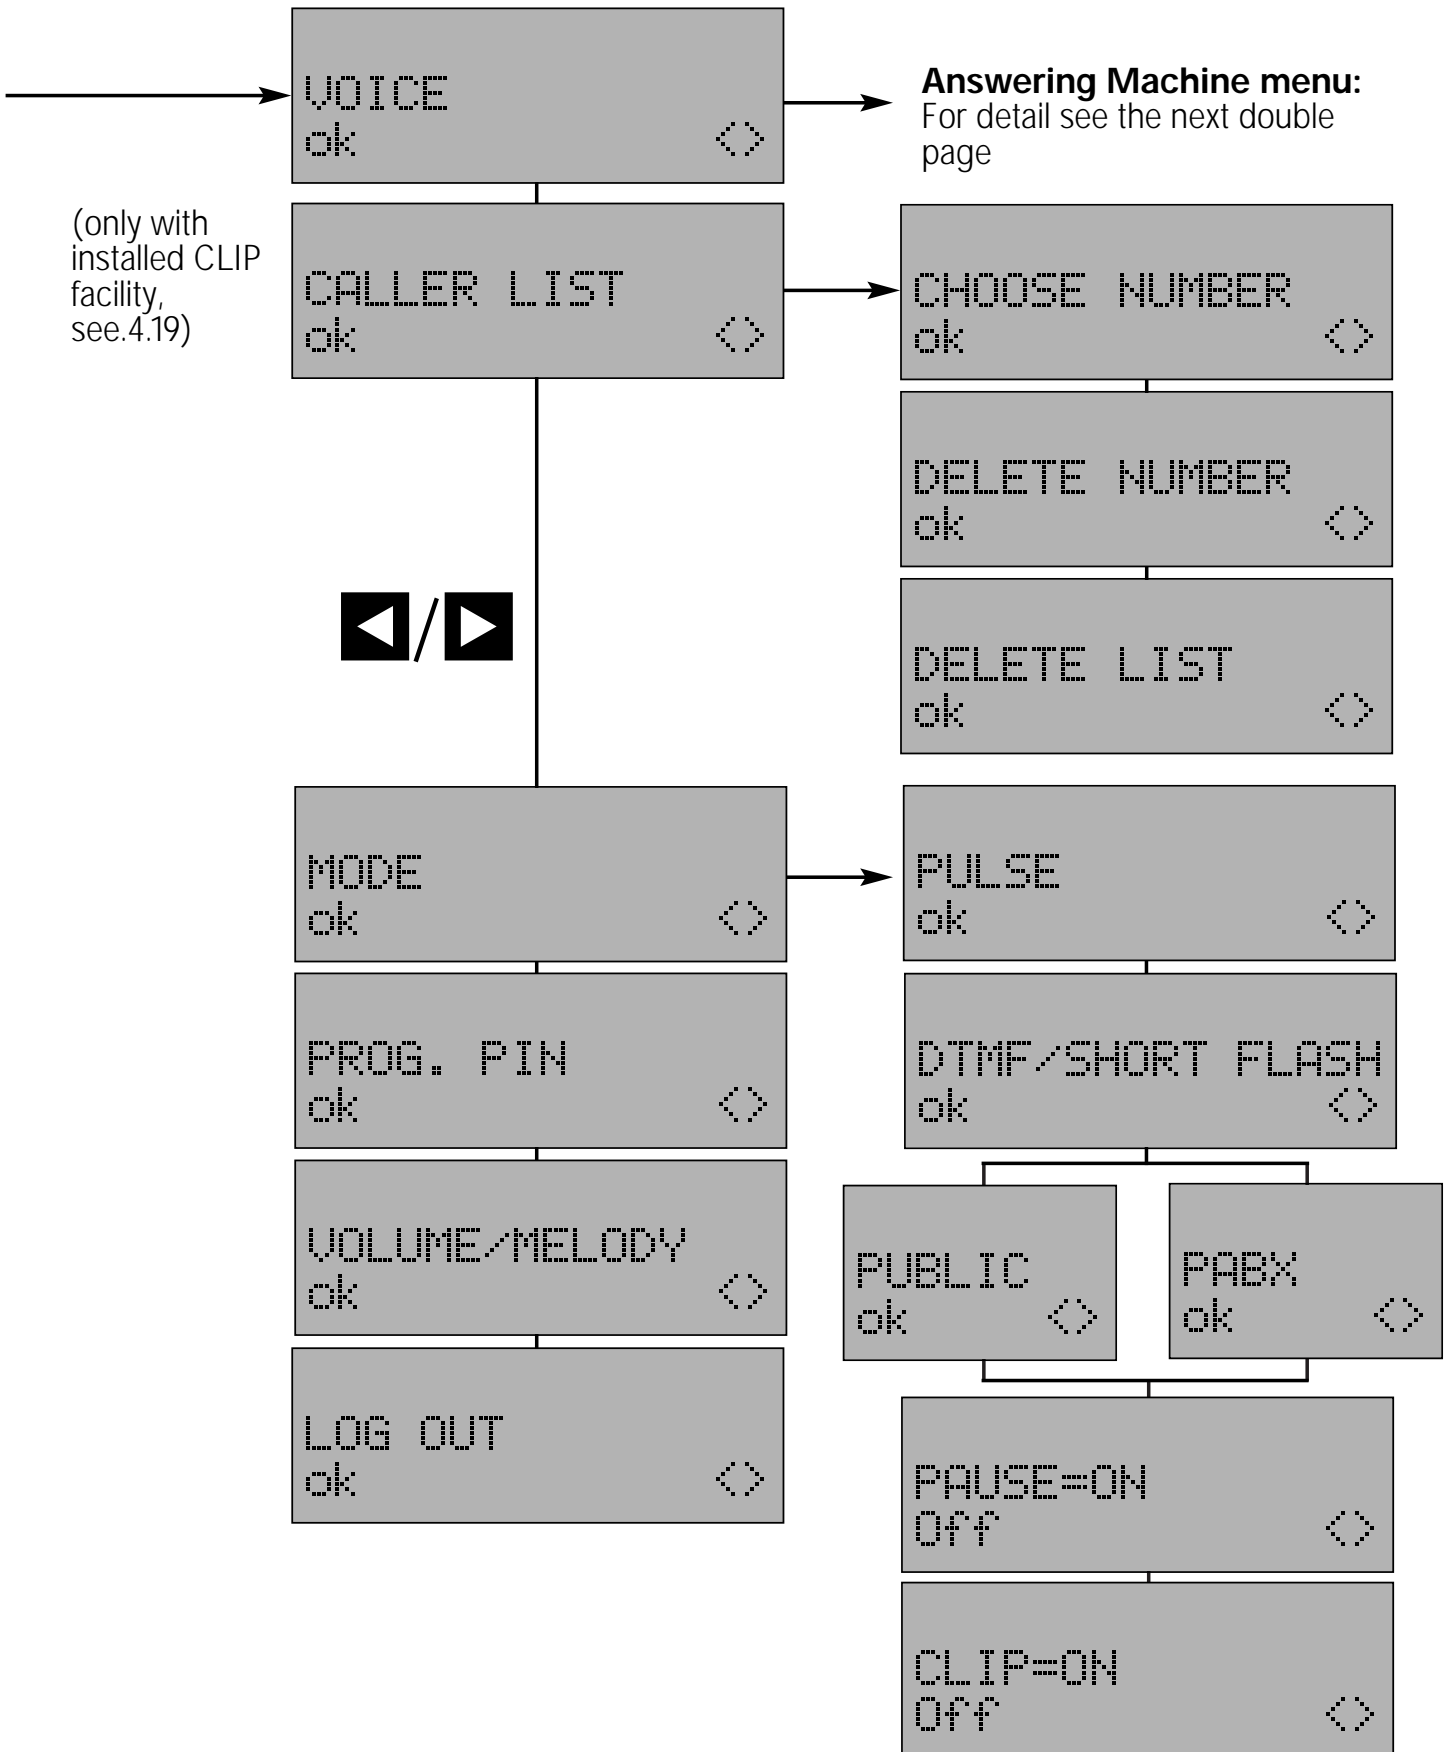 VOICE
ok <>
Answering Machine menu:
For detail see the next double
page
(only with
installed CLIP
facility,
see.4.19)
CALLER LIST
ok <>
CHOOSE NUMBER
ok <>
DELETE NUMBER
ok <>
DELETE LIST
ok <>
/
MODE
ok <>
PULSE
ok <>
PROG. PIN
ok <>
DTMF/SHORT FLASH
ok <>
VOLUME/MELODY
ok <>
PUBLIC
ok <>
PABX
ok <>
LOG OUT
ok <>
PAUSE=ON
Off <>
CLIP=ON
Off <>